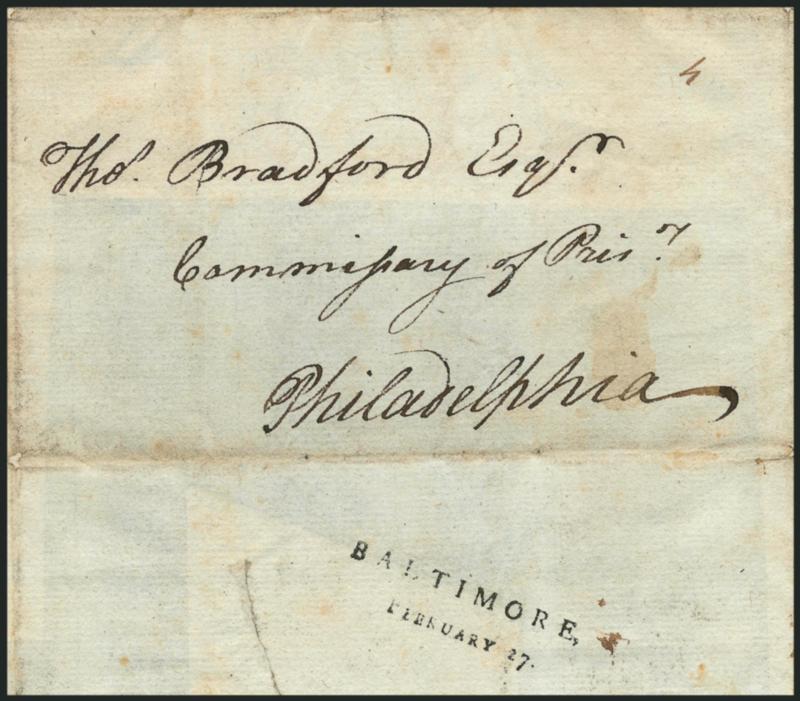 4
Thos. Bradford Esqr.
Commissary of Prisrs
Philadelphia
BALTIMORE,
FEBRUARY 27.